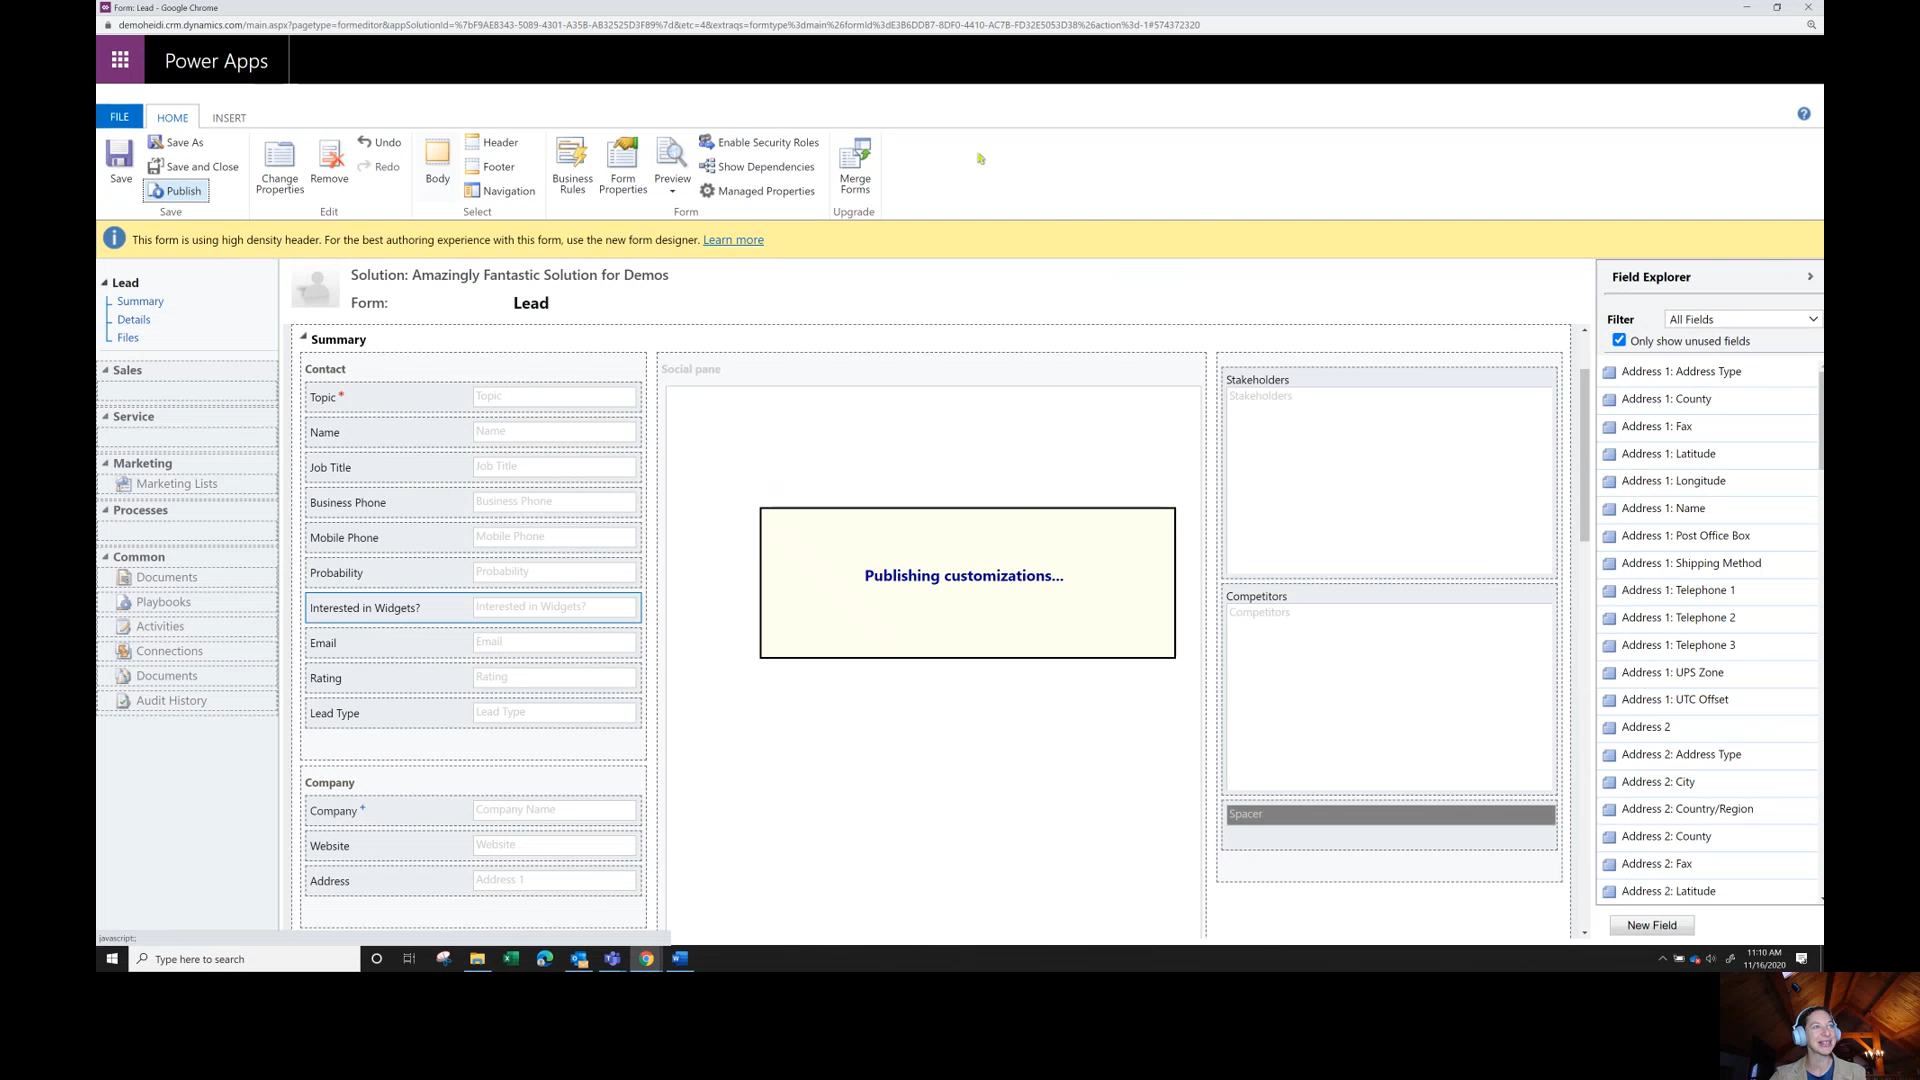 Form: Lead - Google Chrome
demoheidi.crm.dynamics.com/main.aspx?pagetype=formeditor&appSolutionId=%7bF9AE8343-5089-4301-A35B-AB32525D3F89%7d&etc=4&extraqs=formtype%3dmain%26formId%3dE3B6DDB7-8DF0-4410-AC7B-FD32E5053D38%26action%3d-1#574372320
Power Apps
FILE HOME INSERT
Save
Save As
Save and Close
Publish
Save
Change Properties
Remove
Undo
Redo
Edit
Body
Header
Footer
Navigation
Select
Business Rules
Form Properties
Preview
Enable Security Roles
Show Dependencies
Managed Properties
Form
Merge Forms
Upgrade
This form is using high density header. For the best authoring experience with this form, use the new form designer. Learn more
Lead
Summary
Details
Files
Sales
Service
Marketing
Marketing Lists
Processes
Common
Documents
Playbooks
Activities
Connections
Documents
Audit History
Solution: Amazingly Fantastic Solution for Demos
Form: Lead
Summary
Contact
Topic * Topic
Name Name
Job Title Job Title
Business Phone Business Phone
Mobile Phone Mobile Phone
Probability Probability
Interested in Widgets? Interested in Widgets?
Email Email
Rating Rating
Lead Type Lead Type
Company
Company + Company Name
Website Website
Address Address 1
Social pane
Publishing customizations...
Stakeholders
Stakeholders
Competitors
Competitors
Spacer
Field Explorer
Filter All Fields
Only show unused fields
Address 1: Address Type
Address 1: County
Address 1: Fax
Address 1: Latitude
Address 1: Longitude
Address 1: Name
Address 1: Post Office Box
Address 1: Shipping Method
Address 1: Telephone 1
Address 1: Telephone 2
Address 1: Telephone 3
Address 1: UPS Zone
Address 1: UTC Offset
Address 2
Address 2: Address Type
Address 2: City
Address 2: Country/Region
Address 2: County
Address 2: Fax
Address 2: Latitude
New Field
javascript:;
Type here to search
11:10 AM
11/16/2020